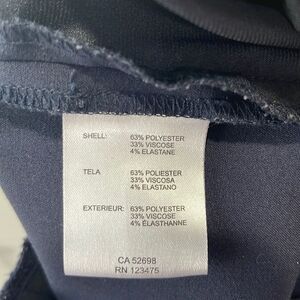 SHELL: 63% POLYESTER
33% VISCOSE
4% ELASTANE
TELA 63% POLIESTER
33% VISCOSA
4% ELASTANO
EXTERIEUR: 63% POLYESTER
33% VISCOSE
4% ÉLASTHANNE
CA 52698
RN 123475